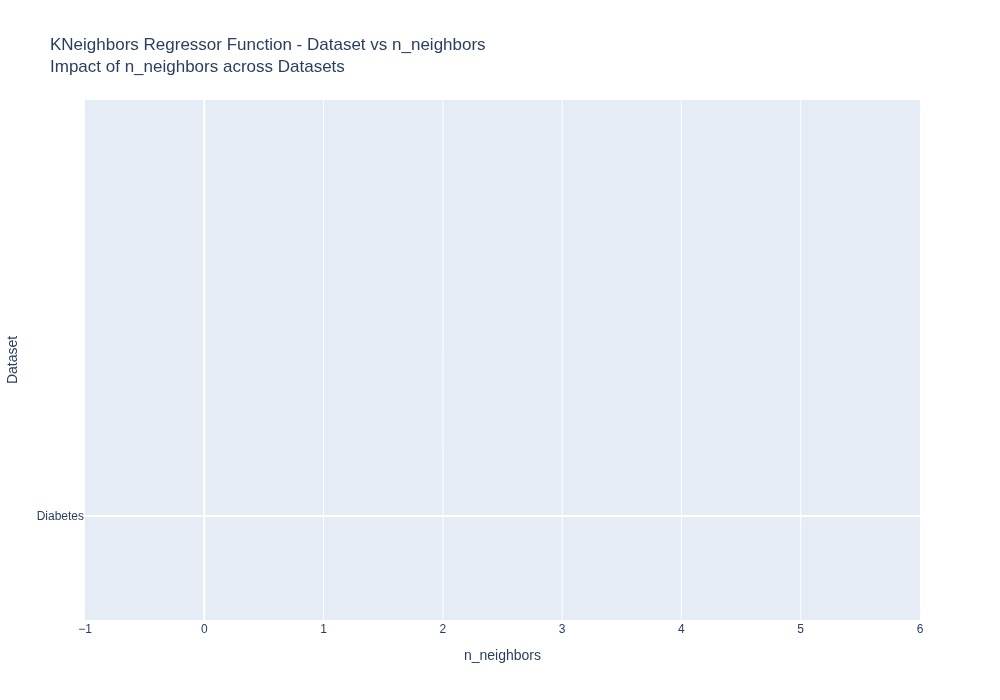 KNeighbors Regressor Function - Dataset vs n_neighbors
Impact of n_neighbors across Datasets
Dataset
Diabetes
−1 0 1 2 3 4 5 6
n_neighbors